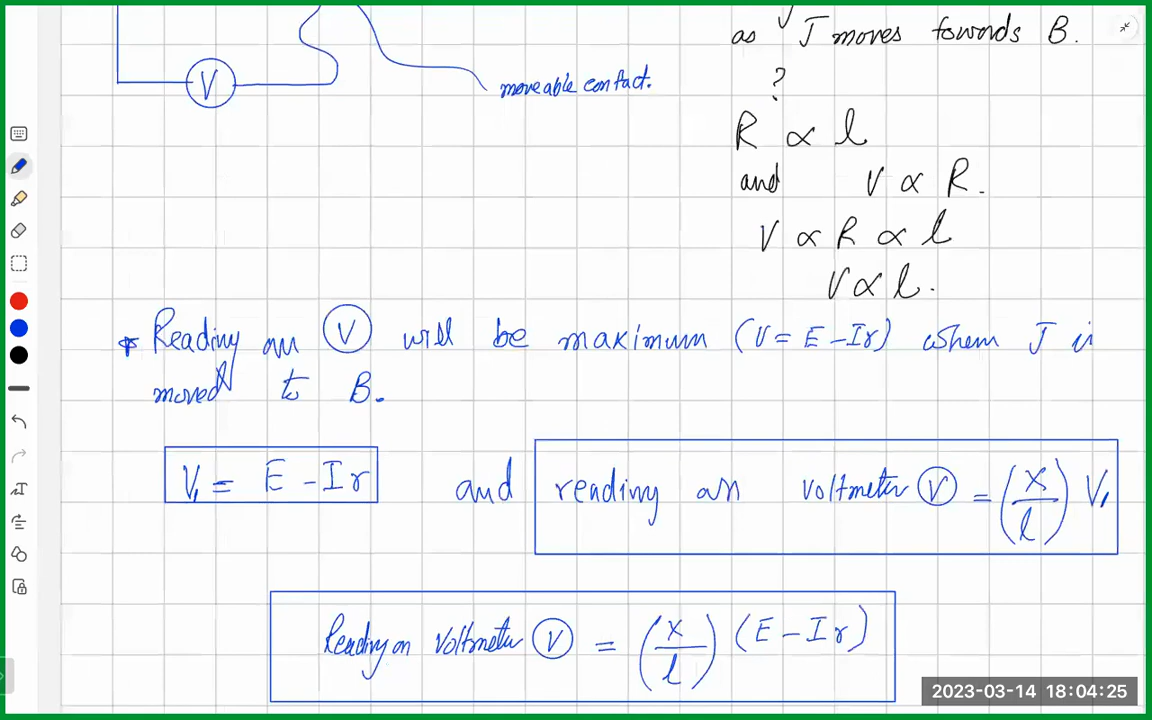 as J moves towards B.
V
moveable contact.
?
R ∝ l
and V ∝ R.
V ∝ R ∝ l
V ∝ l.
* Reading on V will be maximum (V = E - Ir) when J is
moved to B.
V₁ = E - Ir and reading on voltmeter V = (x/l) V₁
Reading on Voltmeter V = (x/l) (E - Ir)
2023-03-14 18:04:25